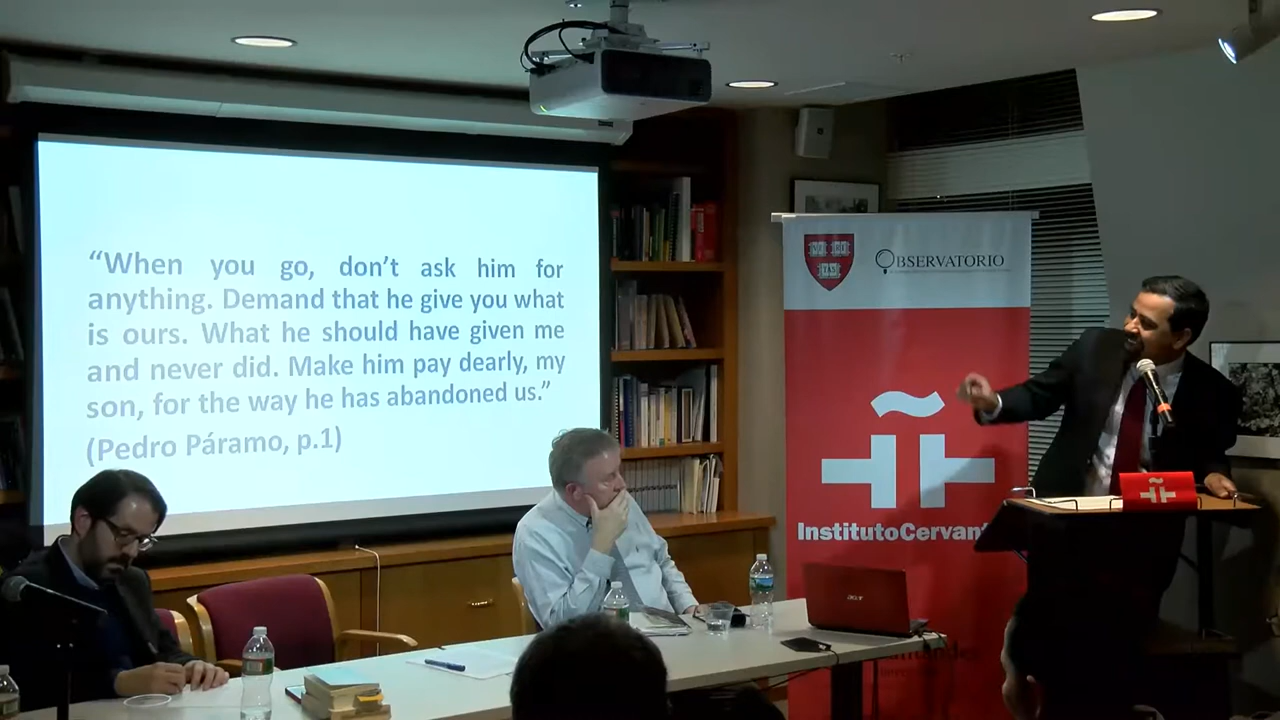 “When you go, don’t ask him for
anything. Demand that he give you what
is ours. What he should have given me
and never did. Make him pay dearly, my
son, for the way he has abandoned us.”
(Pedro Páramo, p.1)
OBSERVATORIO
InstitutoCervant
acer